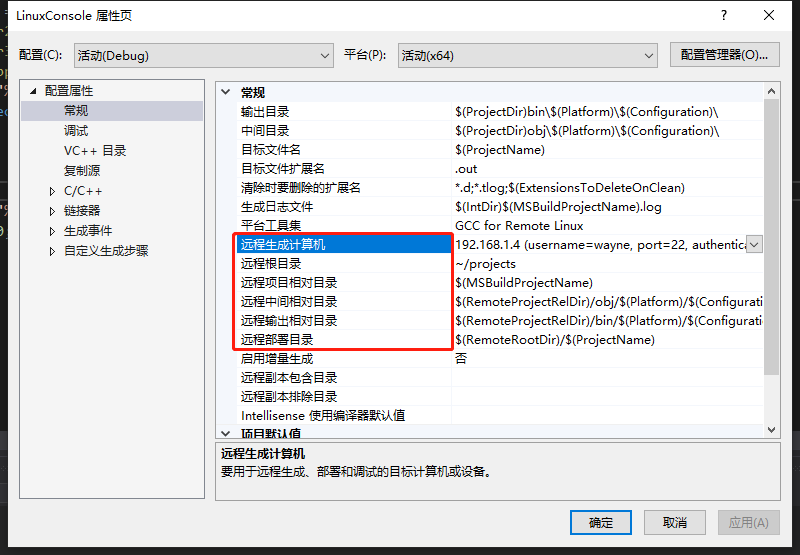 LinuxConsole 属性页
配置(C): 活动(Debug) 平台(P): 活动(x64) 配置管理器(O)...
配置属性
常规
调试
VC++ 目录
复制源
C/C++
链接器
生成事件
自定义生成步骤
常规
输出目录 $(ProjectDir)bin\$(Platform)\$(Configuration)\
中间目录 $(ProjectDir)obj\$(Platform)\$(Configuration)\
目标文件名 $(ProjectName)
目标文件扩展名 .out
清除时要删除的扩展名 *.d;*.tlog;$(ExtensionsToDeleteOnClean)
生成日志文件 $(IntDir)$(MSBuildProjectName).log
平台工具集 GCC for Remote Linux
远程生成计算机 192.168.1.4 (username=wayne, port=22, authentica
远程根目录 ~/projects
远程项目相对目录 $(MSBuildProjectName)
远程中间相对目录 $(RemoteProjectRelDir)/obj/$(Platform)/$(Configuration
远程输出相对目录 $(RemoteProjectRelDir)/bin/$(Platform)/$(Configuration
远程部署目录 $(RemoteRootDir)/$(ProjectName)
启用增量生成 否
远程副本包含目录
远程副本排除目录
Intellisense 使用编译器默认值
项目默认值
远程生成计算机
要用于远程生成、部署和调试的目标计算机或设备。
确定 取消 应用(A)